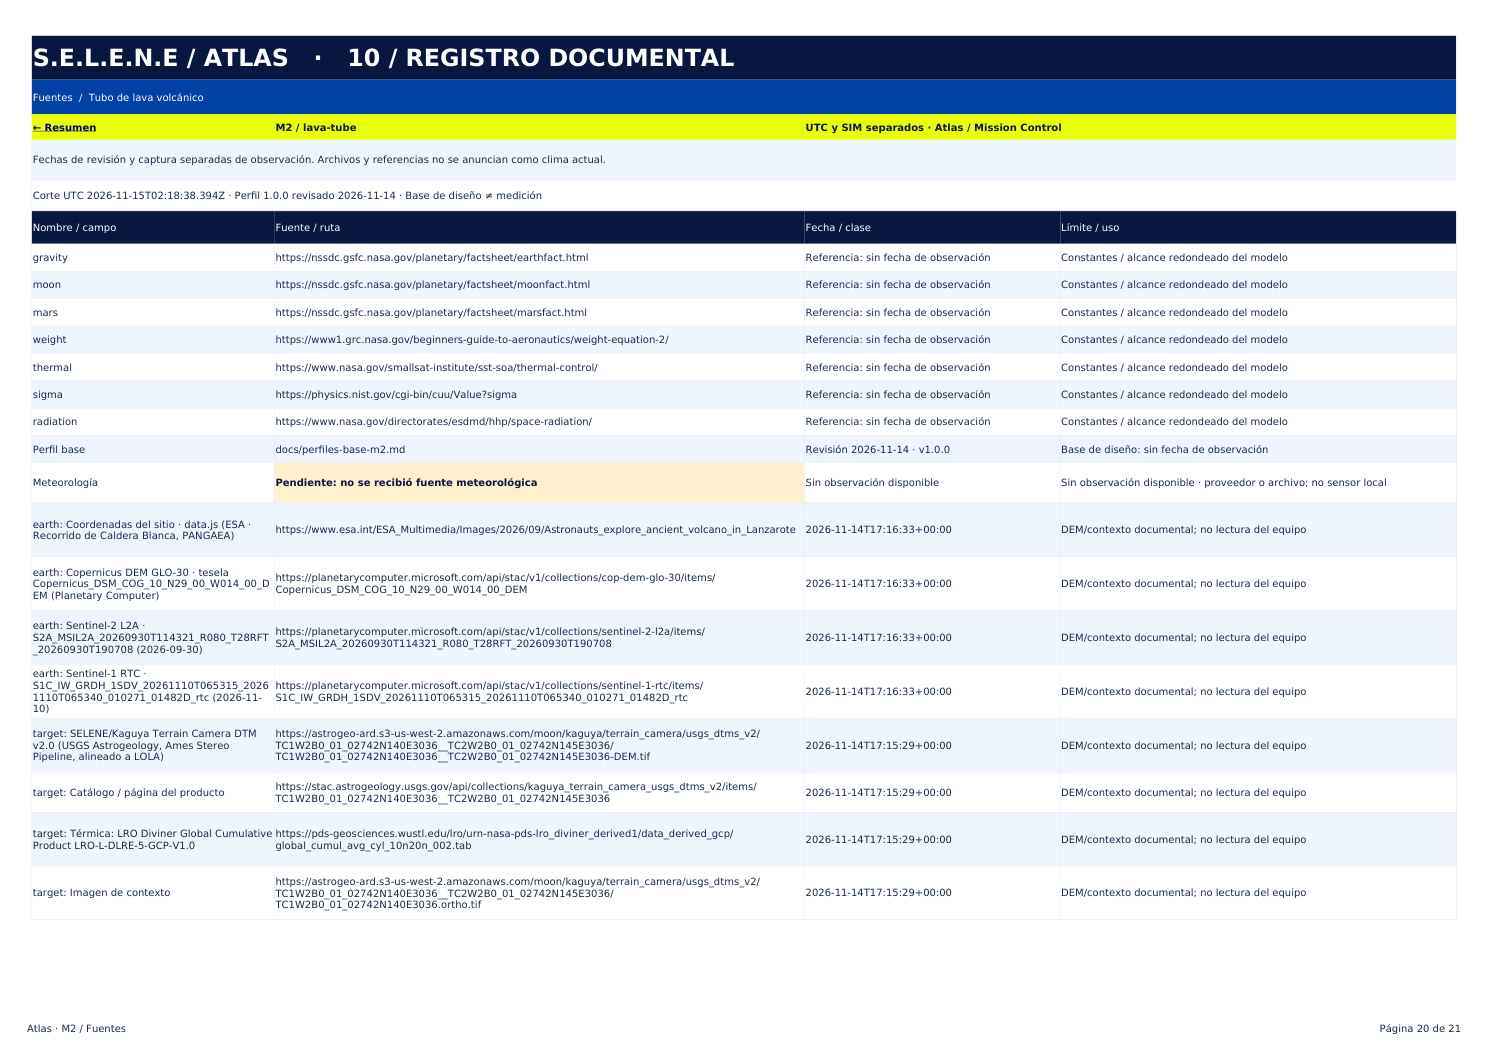 S.E.L.E.N.E / ATLAS · 10 / REGISTRO DOCUMENTAL
Fuentes / Tubo de lava volcánico
← Resumen M2 / lava-tube UTC y SIM separados · Atlas / Mission Control
Fechas de revisión y captura separadas de observación. Archivos y referencias no se anuncian como clima actual.
Corte UTC 2026-11-15T02:18:38.394Z · Perfil 1.0.0 revisado 2026-11-14 · Base de diseño ≠ medición
Nombre / campo Fuente / ruta Fecha / clase Límite / uso
gravity https://nssdc.gsfc.nasa.gov/planetary/factsheet/earthfact.html Referencia: sin fecha de observación Constantes / alcance redondeado del modelo
moon https://nssdc.gsfc.nasa.gov/planetary/factsheet/moonfact.html Referencia: sin fecha de observación Constantes / alcance redondeado del modelo
mars https://nssdc.gsfc.nasa.gov/planetary/factsheet/marsfact.html Referencia: sin fecha de observación Constantes / alcance redondeado del modelo
weight https://www1.grc.nasa.gov/beginners-guide-to-aeronautics/weight-equation-2/ Referencia: sin fecha de observación Constantes / alcance redondeado del modelo
thermal https://www.nasa.gov/smallsat-institute/sst-soa/thermal-control/ Referencia: sin fecha de observación Constantes / alcance redondeado del modelo
sigma https://physics.nist.gov/cgi-bin/cuu/Value?sigma Referencia: sin fecha de observación Constantes / alcance redondeado del modelo
radiation https://www.nasa.gov/directorates/esdmd/hhp/space-radiation/ Referencia: sin fecha de observación Constantes / alcance redondeado del modelo
Perfil base docs/perfiles-base-m2.md Revisión 2026-11-14 · v1.0.0 Base de diseño: sin fecha de observación
Meteorología Pendiente: no se recibió fuente meteorológica Sin observación disponible Sin observación disponible · proveedor o archivo; no sensor local
earth: Coordenadas del sitio · data.js (ESA ·
Recorrido de Caldera Blanca, PANGAEA)
https://www.esa.int/ESA_Multimedia/Images/2026/09/Astronauts_explore_ancient_volcano_in_Lanzarote 2026-11-14T17:16:33+00:00 DEM/contexto documental; no lectura del equipo
earth: Copernicus DEM GLO-30 · tesela
Copernicus_DSM_COG_10_N29_00_W014_00_D
EM (Planetary Computer)
https://planetarycomputer.microsoft.com/api/stac/v1/collections/cop-dem-glo-30/items/
Copernicus_DSM_COG_10_N29_00_W014_00_DEM
2026-11-14T17:16:33+00:00 DEM/contexto documental; no lectura del equipo
earth: Sentinel-2 L2A ·
S2A_MSIL2A_20260930T114321_R080_T28RFT
_20260930T190708 (2026-09-30)
https://planetarycomputer.microsoft.com/api/stac/v1/collections/sentinel-2-l2a/items/
S2A_MSIL2A_20260930T114321_R080_T28RFT_20260930T190708
2026-11-14T17:16:33+00:00 DEM/contexto documental; no lectura del equipo
earth: Sentinel-1 RTC ·
S1C_IW_GRDH_1SDV_20261110T065315_2026
1110T065340_010271_01482D_rtc (2026-11-
10)
https://planetarycomputer.microsoft.com/api/stac/v1/collections/sentinel-1-rtc/items/
S1C_IW_GRDH_1SDV_20261110T065315_20261110T065340_010271_01482D_rtc
2026-11-14T17:16:33+00:00 DEM/contexto documental; no lectura del equipo
target: SELENE/Kaguya Terrain Camera DTM
v2.0 (USGS Astrogeology, Ames Stereo
Pipeline, alineado a LOLA)
https://astrogeo-ard.s3-us-west-2.amazonaws.com/moon/kaguya/terrain_camera/usgs_dtms_v2/
TC1W2B0_01_02742N140E3036__TC2W2B0_01_02742N145E3036/
TC1W2B0_01_02742N140E3036__TC2W2B0_01_02742N145E3036-DEM.tif
2026-11-14T17:15:29+00:00 DEM/contexto documental; no lectura del equipo
target: Catálogo / página del producto
https://stac.astrogeology.usgs.gov/api/collections/kaguya_terrain_camera_usgs_dtms_v2/items/
TC1W2B0_01_02742N140E3036__TC2W2B0_01_02742N145E3036
2026-11-14T17:15:29+00:00 DEM/contexto documental; no lectura del equipo
target: Térmica: LRO Diviner Global Cumulative
Product LRO-L-DLRE-5-GCP-V1.0
https://pds-geosciences.wustl.edu/lro/urn-nasa-pds-lro_diviner_derived1/data_derived_gcp/
global_cumul_avg_cyl_10n20n_002.tab
2026-11-14T17:15:29+00:00 DEM/contexto documental; no lectura del equipo
target: Imagen de contexto
https://astrogeo-ard.s3-us-west-2.amazonaws.com/moon/kaguya/terrain_camera/usgs_dtms_v2/
TC1W2B0_01_02742N140E3036__TC2W2B0_01_02742N145E3036/
TC1W2B0_01_02742N140E3036.ortho.tif
2026-11-14T17:15:29+00:00 DEM/contexto documental; no lectura del equipo
Atlas · M2 / Fuentes Página 20 de 21